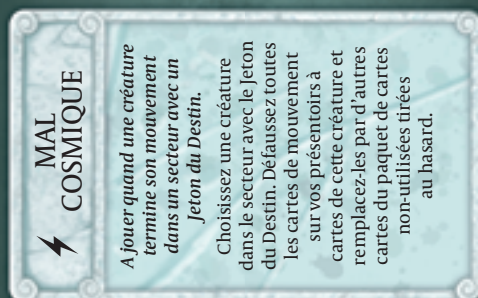 MAL
COSMIQUE
A jouer quand une créature
termine son mouvement
dans un secteur avec un
Jeton du Destin.
Choisissez une créature
dans le secteur avec le Jeton
du Destin. Défaussez toutes
les cartes de mouvement
sur vos présentoirs à
cartes de cette créature et
remplacez-les par d'autres
cartes du paquet de cartes
non-utilisées tirées
au hasard.